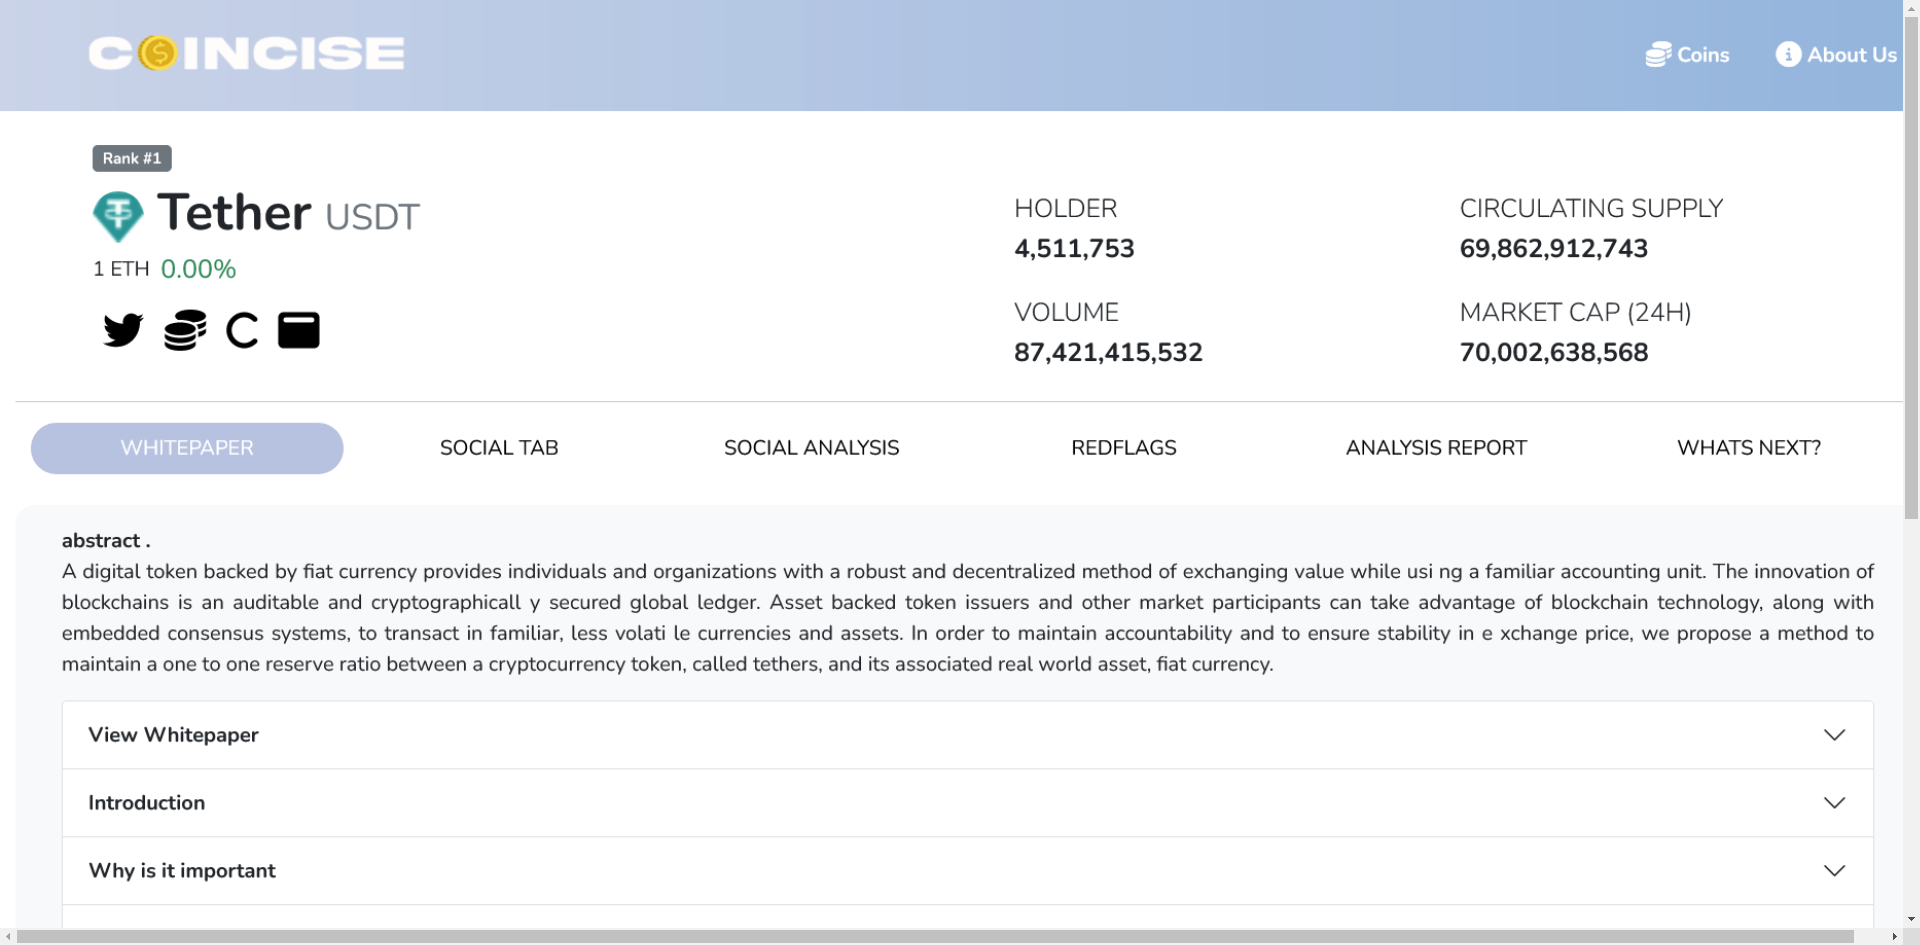 COINCISE
Coins
About Us
Rank #1
Tether USDT
1 ETH 0.00%
HOLDER
4,511,753
CIRCULATING SUPPLY
69,862,912,743
VOLUME
87,421,415,532
MARKET CAP (24H)
70,002,638,568
WHITEPAPER
SOCIAL TAB
SOCIAL ANALYSIS
REDFLAGS
ANALYSIS REPORT
WHATS NEXT?
abstract .
A digital token backed by fiat currency provides individuals and organizations with a robust and decentralized method of exchanging value while usi ng a familiar accounting unit. The innovation of
blockchains is an auditable and cryptographicall y secured global ledger. Asset backed token issuers and other market participants can take advantage of blockchain technology, along with
embedded consensus systems, to transact in familiar, less volati le currencies and assets. In order to maintain accountability and to ensure stability in e xchange price, we propose a method to
maintain a one to one reserve ratio between a cryptocurrency token, called tethers, and its associated real world asset, fiat currency.
View Whitepaper
Introduction
Why is it important